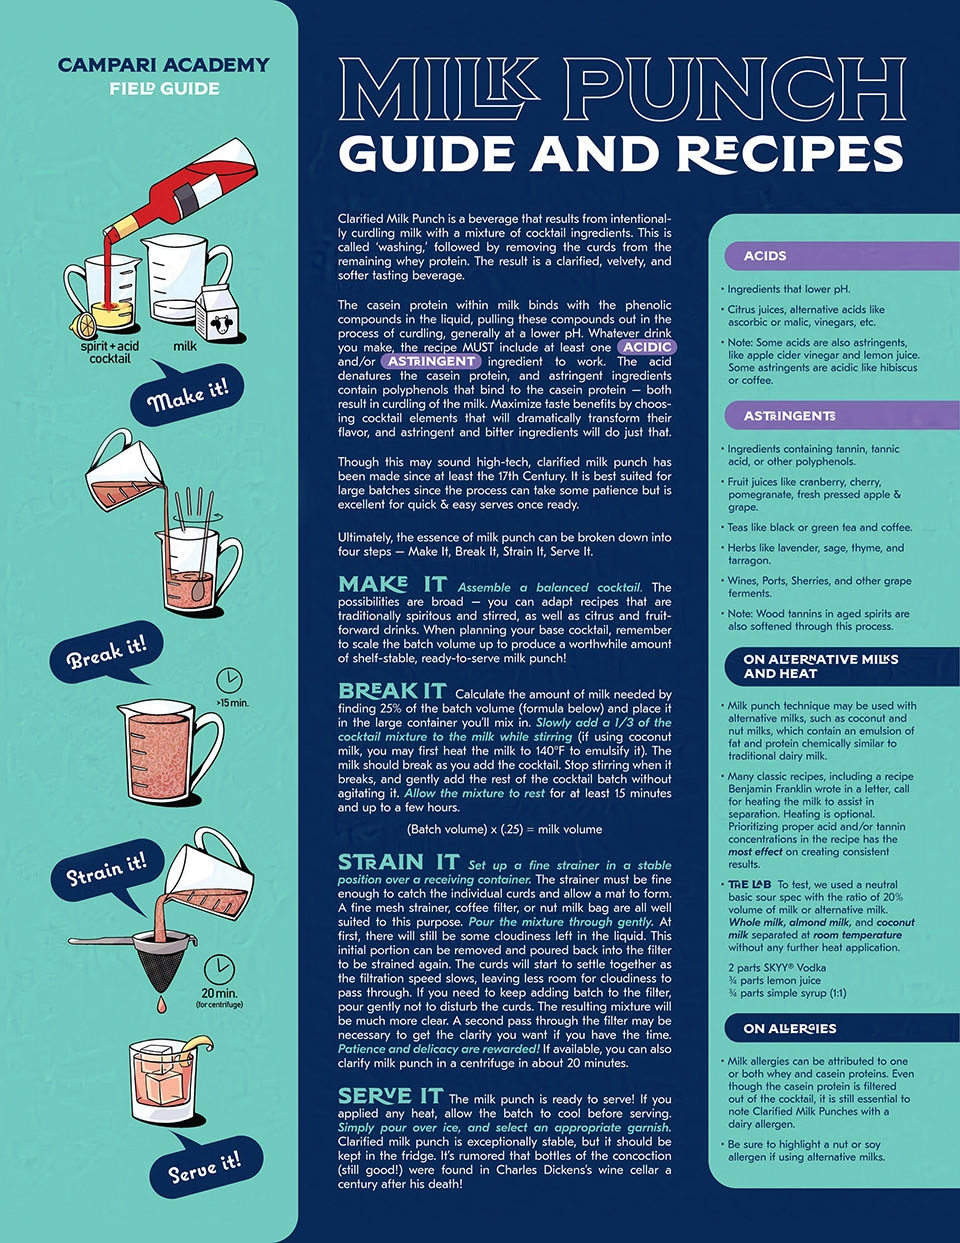 CAMPARI ACADEMY
FIELD GUIDE
spirit + acid
cocktail
milk
Make it!
Break it!
>15 min.
Strain it!
20 min.
(for centrifuge)
Serve it!
MILK PUNCH
GUIDE AND RECIPES
Clarified Milk Punch is a beverage that results from intentional-
ly curdling milk with a mixture of cocktail ingredients. This is
called ‘washing,’ followed by removing the curds from the
remaining whey protein. The result is a clarified, velvety, and
softer tasting beverage.
The casein protein within milk binds with the phenolic
compounds in the liquid, pulling these compounds out in the
process of curdling, generally at a lower pH. Whatever drink
you make, the recipe MUST include at least one ACIDIC
and/or ASTRINGENT ingredient to work. The acid
denatures the casein protein, and astringent ingredients
contain polyphenols that bind to the casein protein – both
result in curdling of the milk. Maximize taste benefits by choos-
ing cocktail elements that will dramatically transform their
flavor, and astringent and bitter ingredients will do just that.
Though this may sound high-tech, clarified milk punch has
been made since at least the 17th Century. It is best suited for
large batches since the process can take some patience but is
excellent for quick & easy serves once ready.
Ultimately, the essence of milk punch can be broken down into
four steps – Make It, Break It, Strain It, Serve It.
MAKE IT Assemble a balanced cocktail. The
possibilities are broad – you can adapt recipes that are
traditionally spiritous and stirred, as well as citrus and fruit-
forward drinks. When planning your base cocktail, remember
to scale the batch volume up to produce a worthwhile amount
of shelf-stable, ready-to-serve milk punch!
BREAK IT Calculate the amount of milk needed by
finding 25% of the batch volume (formula below) and place it
in the large container you’ll mix in. Slowly add a 1/3 of the
cocktail mixture to the milk while stirring (if using coconut
milk, you may first heat the milk to 140°F to emulsify it). The
milk should break as you add the cocktail. Stop stirring when it
breaks, and gently add the rest of the cocktail batch without
agitating it. Allow the mixture to rest for at least 15 minutes
and up to a few hours.
(Batch volume) x (.25) = milk volume
STRAIN IT Set up a fine strainer in a stable
position over a receiving container. The strainer must be fine
enough to catch the individual curds and allow a mat to form.
A fine mesh strainer, coffee filter, or nut milk bag are all well
suited to this purpose. Pour the mixture through gently. At
first, there will still be some cloudiness left in the liquid. This
initial portion can be removed and poured back into the filter
to be strained again. The curds will start to settle together as
the filtration speed slows, leaving less room for cloudiness to
pass through. If you need to keep adding batch to the filter,
pour gently not to disturb the curds. The resulting mixture will
be much more clear. A second pass through the filter may be
necessary to get the clarity you want if you have the time.
Patience and delicacy are rewarded! If available, you can also
clarify milk punch in a centrifuge in about 20 minutes.
SERVE IT The milk punch is ready to serve! If you
applied any heat, allow the batch to cool before serving.
Simply pour over ice, and select an appropriate garnish.
Clarified milk punch is exceptionally stable, but it should be
kept in the fridge. It’s rumored that bottles of the concoction
(still good!) were found in Charles Dickens’s wine cellar a
century after his death!
ACIDS
• Ingredients that lower pH.
• Citrus juices, alternative acids like
ascorbic or malic, vinegars, etc.
• Note: Some acids are also astringents,
like apple cider vinegar and lemon juice.
Some astringents are acidic like hibiscus
or coffee.
ASTRINGENTS
• Ingredients containing tannin, tannic
acid, or other polyphenols.
• Fruit juices like cranberry, cherry,
pomegranate, fresh pressed apple &
grape.
• Teas like black or green tea and coffee.
• Herbs like lavender, sage, thyme, and
tarragon.
• Wines, Ports, Sherries, and other grape
ferments.
• Note: Wood tannins in aged spirits are
also softened through this process.
ON ALTERNATIVE MILKS
AND HEAT
• Milk punch technique may be used with
alternative milks, such as coconut and
nut milks, which contain an emulsion of
fat and protein chemically similar to
traditional dairy milk.
• Many classic recipes, including a recipe
Benjamin Franklin wrote in a letter, call
for heating the milk to assist in
separation. Heating is optional.
Prioritizing proper acid and/or tannin
concentrations in the recipe has the
most effect on creating consistent
results.
• THE LAB To test, we used a neutral
basic sour spec with the ratio of 20%
volume of milk or alternative milk.
Whole milk, almond milk, and coconut
milk separated at room temperature
without any further heat application.
2 parts SKYY® Vodka
¾ parts lemon juice
¾ parts simple syrup (1:1)
ON ALLERGIES
• Milk allergies can be attributed to one
or both whey and casein proteins. Even
though the casein protein is filtered
out of the cocktail, it is still essential to
note Clarified Milk Punches with a
dairy allergen.
• Be sure to highlight a nut or soy
allergen if using alternative milks.